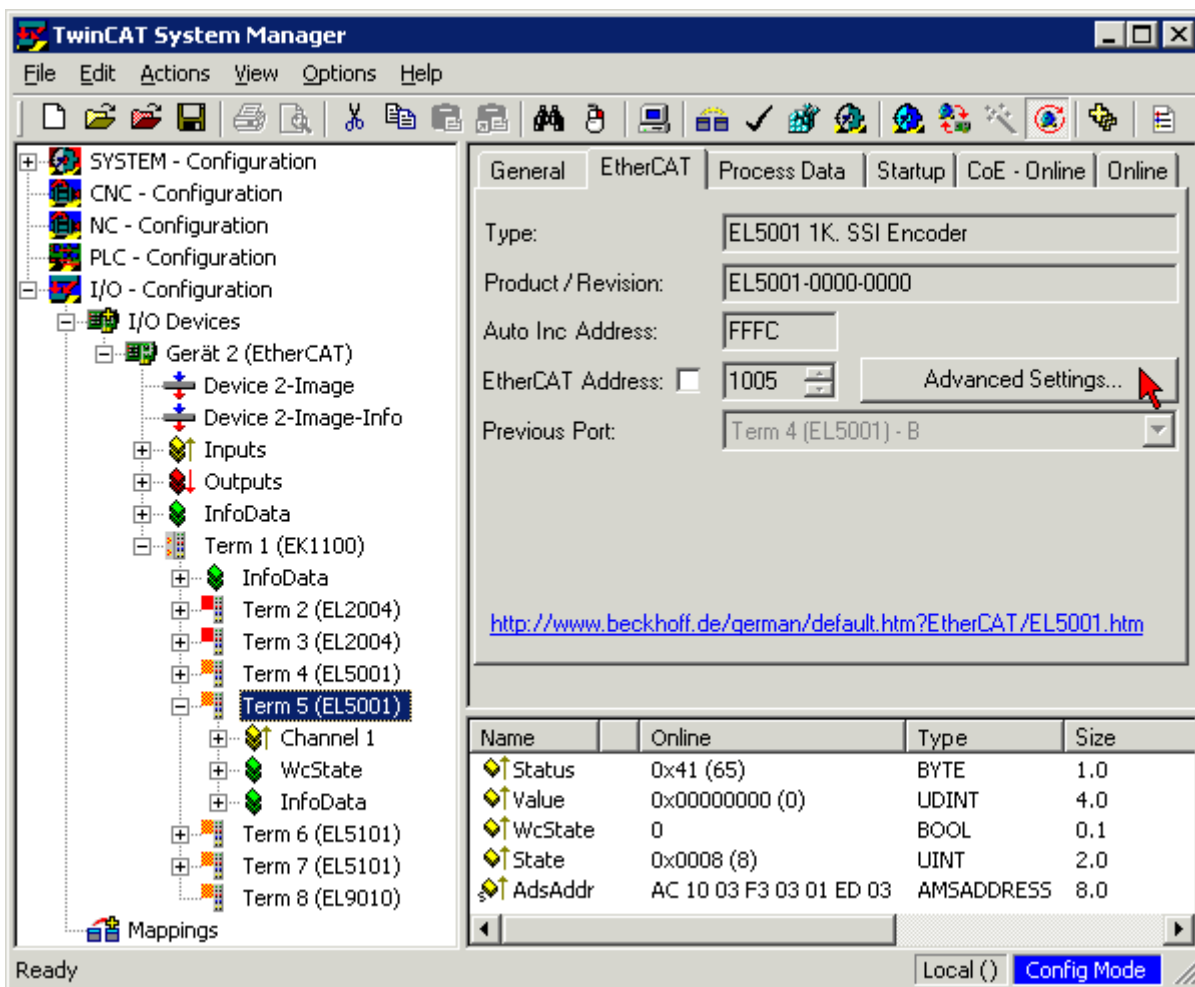 TwinCAT System Manager
File Edit Actions View Options Help
SYSTEM - Configuration
CNC - Configuration
NC - Configuration
PLC - Configuration
I/O - Configuration
I/O Devices
Gerät 2 (EtherCAT)
Device 2-Image
Device 2-Image-Info
Inputs
Outputs
InfoData
Term 1 (EK1100)
InfoData
Term 2 (EL2004)
Term 3 (EL2004)
Term 4 (EL5001)
Term 5 (EL5001)
Channel 1
WcState
InfoData
Term 6 (EL5101)
Term 7 (EL5101)
Term 8 (EL9010)
Mappings
General EtherCAT Process Data Startup CoE - Online Online
Type: EL5001 1K. SSI Encoder
Product / Revision: EL5001-0000-0000
Auto Inc Address: FFFC
EtherCAT Address: 1005 Advanced Settings...
Previous Port: Term 4 (EL5001) - B
http://www.beckhoff.de/german/default.htm?EtherCAT/EL5001.htm
Name Online Type Size
Status 0x41 (65) BYTE 1.0
Value 0x00000000 (0) UDINT 4.0
WcState 0 BOOL 0.1
State 0x0008 (8) UINT 2.0
AdsAddr AC 10 03 F3 03 01 ED 03 AMSADDRESS 8.0
Ready Local () Config Mode